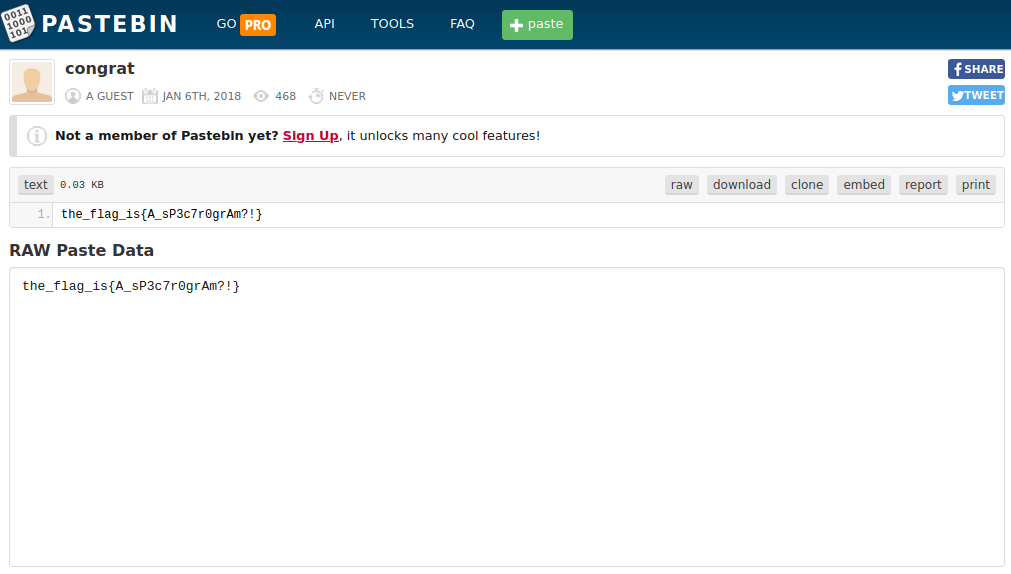 0011 1000 101
PASTEBIN
GO PRO API TOOLS FAQ + paste
congrat
SHARE
A GUEST JAN 6TH, 2018 468 NEVER
TWEET
Not a member of Pastebin yet? Sign Up, it unlocks many cool features!
text 0.03 KB raw download clone embed report print
1. the_flag_is{A_sP3c7r0grAm?!}
RAW Paste Data
the_flag_is{A_sP3c7r0grAm?!}